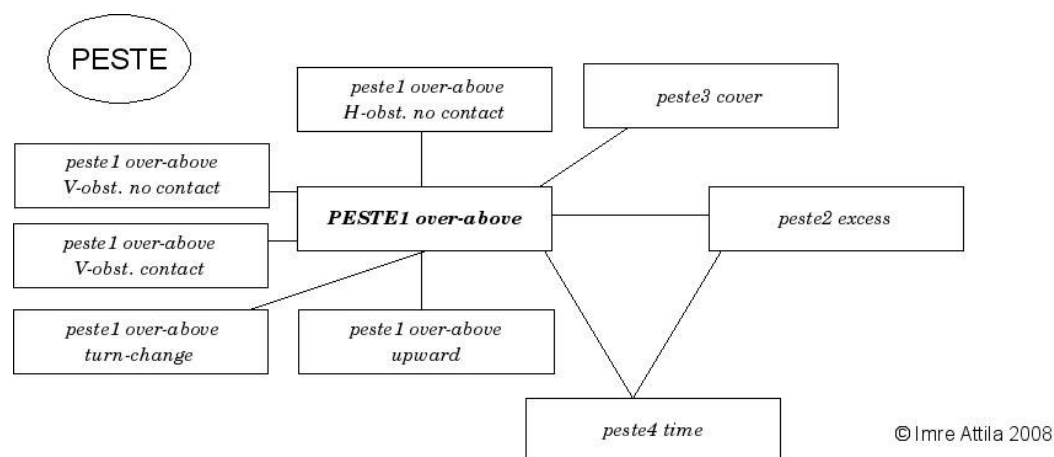 PESTE
peste1 over-above
H-obst. no contact
peste3 cover
peste1 over-above
V-obst. no contact
PESTE1 over-above
peste2 excess
peste1 over-above
V-obst. contact
peste1 over-above
turn-change
peste1 over-above
upward
peste4 time
© Imre Attila 2008